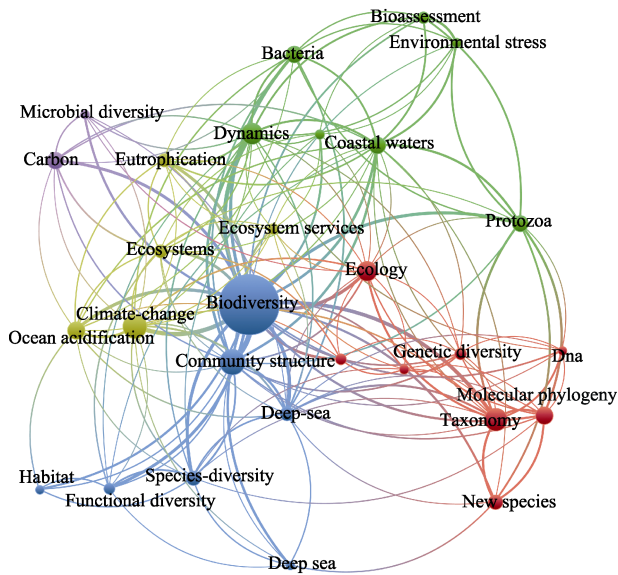 Bioassessment
Environmental stress
Bacteria
Microbial diversity
Dynamics
Coastal waters
Carbon
Eutrophication
Protozoa
Ecosystem services
Ecosystems
Ecology
Biodiversity
Climate-change
Ocean acidification
Community structure
Genetic diversity
Dna
Molecular phylogeny
Deep-sea
Taxonomy
Habitat
Species-diversity
Functional diversity
New species
Deep sea